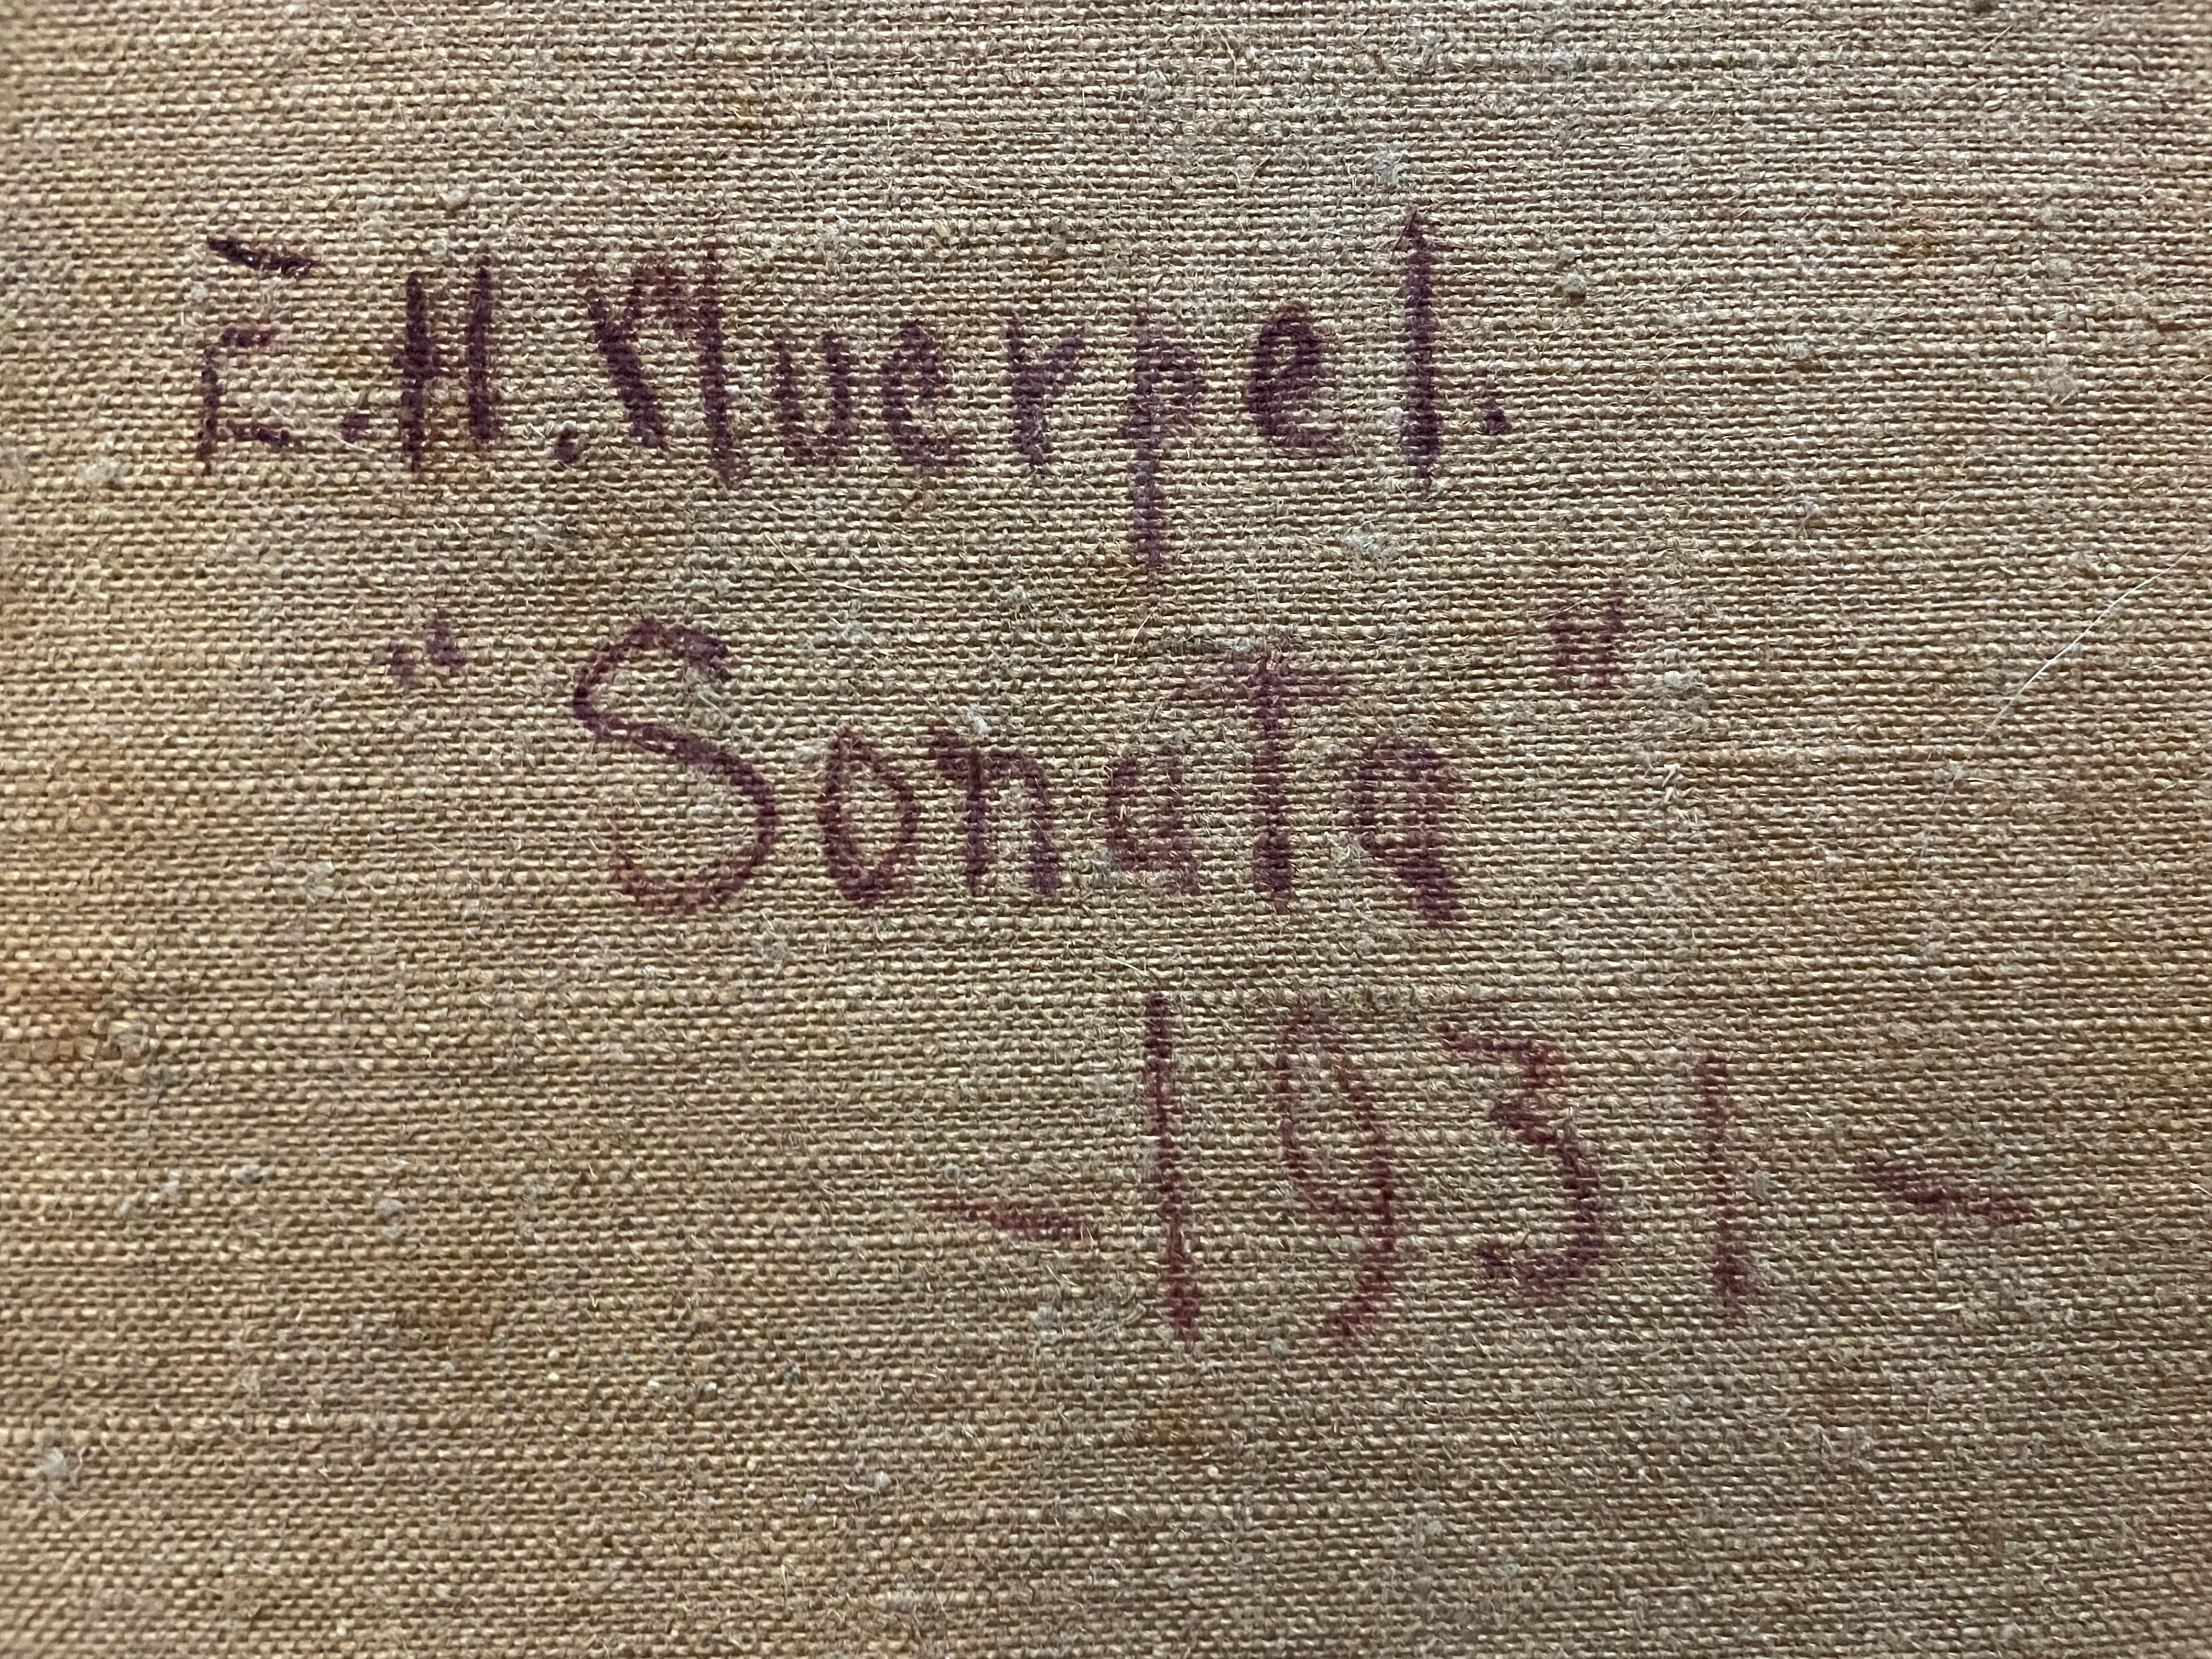 E.H.Wuerpel.
"Sonata"
-1931-